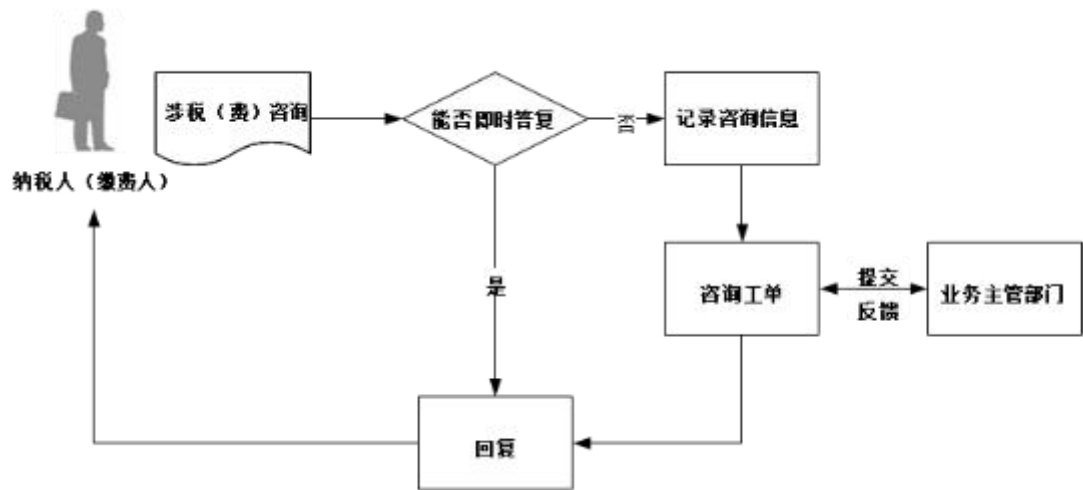 涉税（费）咨询
能否即时答复
否
记录咨询信息
纳税人（缴费人）
是
咨询工单
提交
反馈
业务主管部门
回复